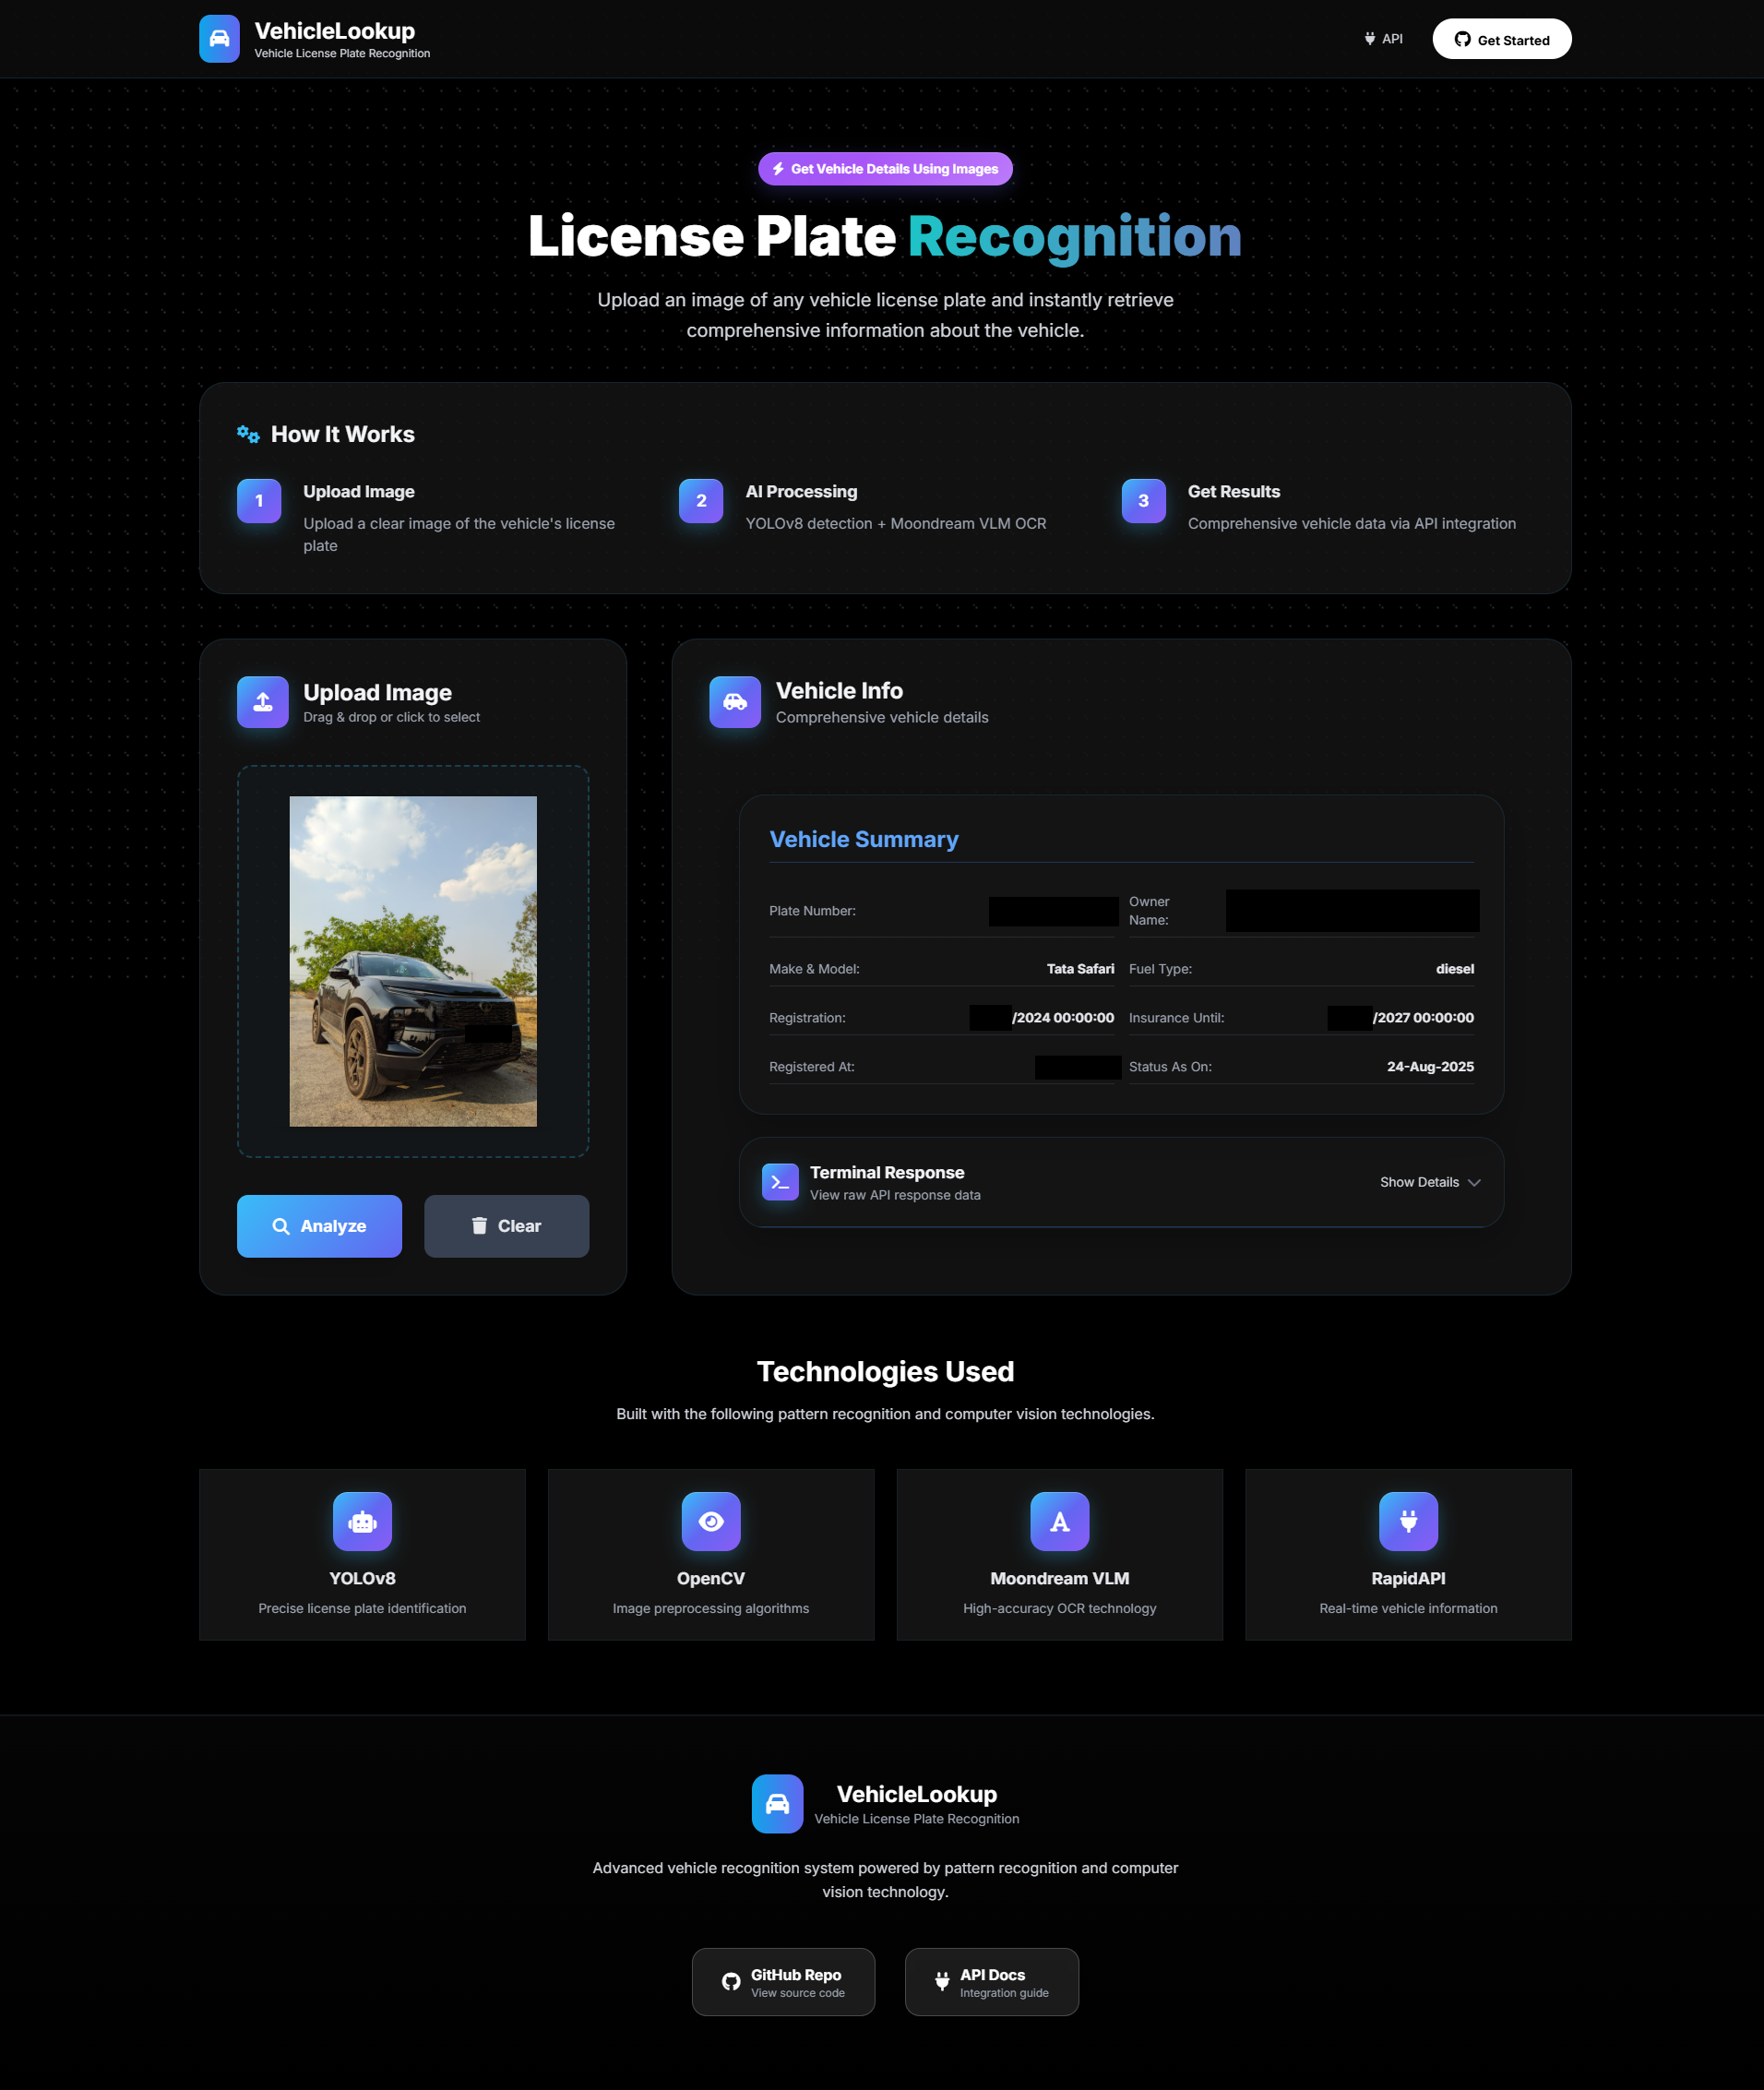 VehicleLookup
Vehicle License Plate Recognition
API
Get Started
Get Vehicle Details Using Images
License Plate Recognition
Upload an image of any vehicle license plate and instantly retrieve
comprehensive information about the vehicle.
How It Works
1
Upload Image
Upload a clear image of the vehicle's license
plate
2
AI Processing
YOLOv8 detection + Moondream VLM OCR
3
Get Results
Comprehensive vehicle data via API integration
Upload Image
Drag & drop or click to select
Analyze
Clear
Vehicle Info
Comprehensive vehicle details
Vehicle Summary
Plate Number:
Owner
Name:
Make & Model: Tata Safari
Fuel Type: diesel
Registration: /2024 00:00:00
Insurance Until: /2027 00:00:00
Registered At:
Status As On: 24-Aug-2025
Terminal Response
View raw API response data
Show Details
Technologies Used
Built with the following pattern recognition and computer vision technologies.
YOLOv8
Precise license plate identification
OpenCV
Image preprocessing algorithms
Moondream VLM
High-accuracy OCR technology
RapidAPI
Real-time vehicle information
VehicleLookup
Vehicle License Plate Recognition
Advanced vehicle recognition system powered by pattern recognition and computer
vision technology.
GitHub Repo
View source code
API Docs
Integration guide